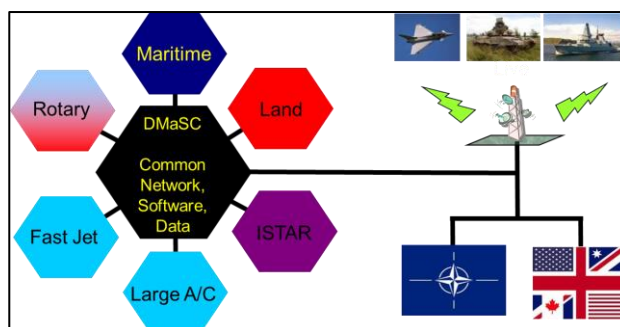 Maritime
Rotary
DMaSC
Land
Common
Network,
Software,
Data
Fast Jet
ISTAR
Large A/C